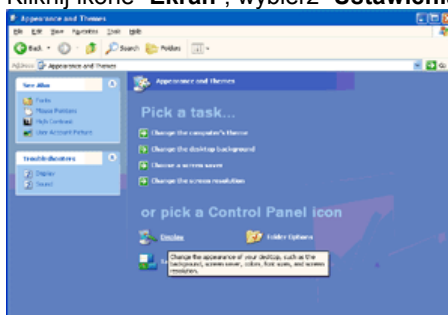 Kliknij ikonę "Ekran", wybierz "Ustawienia
Appearance and Themes
File Edit View Favorites Tools Help
Back Search Folders
Address Appearance and Themes Go
See Also
Fonts
Mouse Pointers
High Contrast
User Account Picture
Troubleshooters
Display
Sound
Appearance and Themes
Pick a task...
Change the computer's theme
Change the desktop background
Choose a screen saver
Change the screen resolution
or pick a Control Panel icon
Display Folder Options
Change the appearance of your desktop, such as the
background, screen saver, colors, font sizes, and screen
resolution.